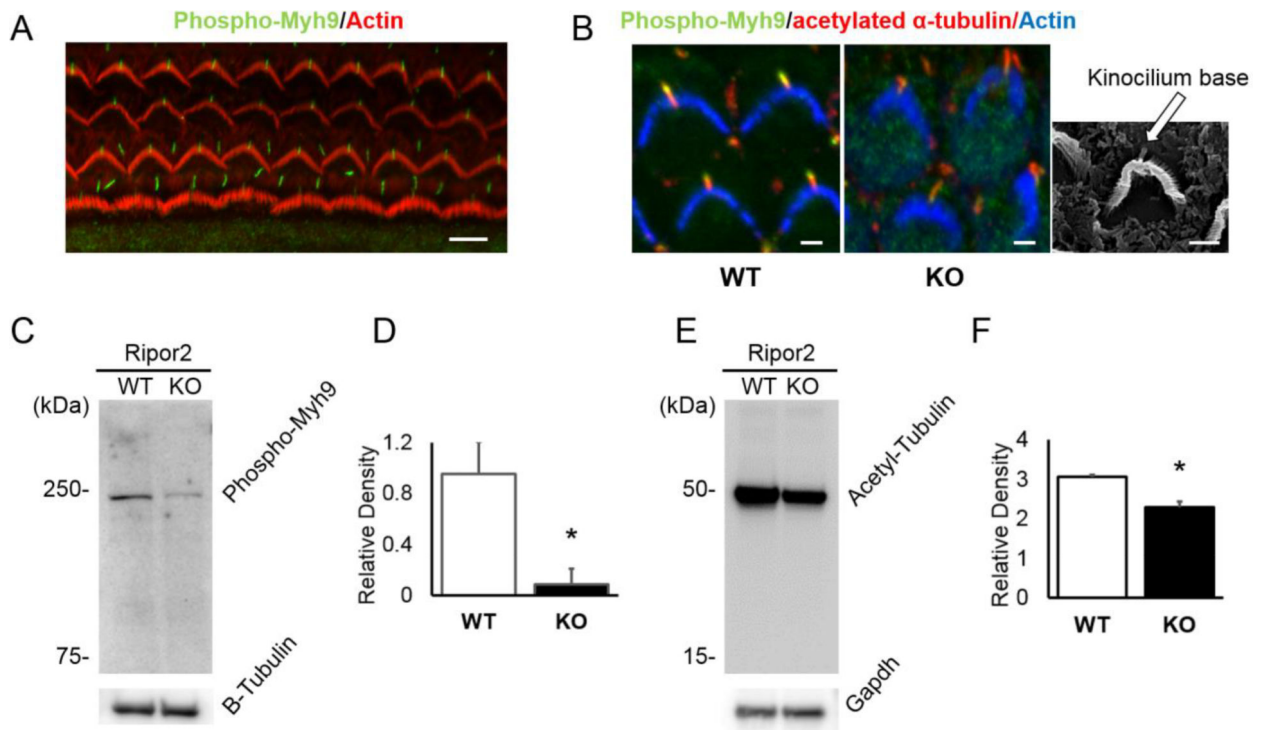 A
Phospho-Myh9/Actin
B
Phospho-Myh9/acetylated α-tubulin/Actin
Kinocilium base
WT
KO
C
Ripor2
WT KO
(kDa)
250-
75-
Phospho-Myh9
B-Tubulin
D
Relative Density
1.2
0.8
0.4
0
*
WT
KO
E
Ripor2
WT KO
(kDa)
50-
15-
Acetyl-Tubulin
Gapdh
F
Relative Density
4
3
2
1
0
*
WT
KO